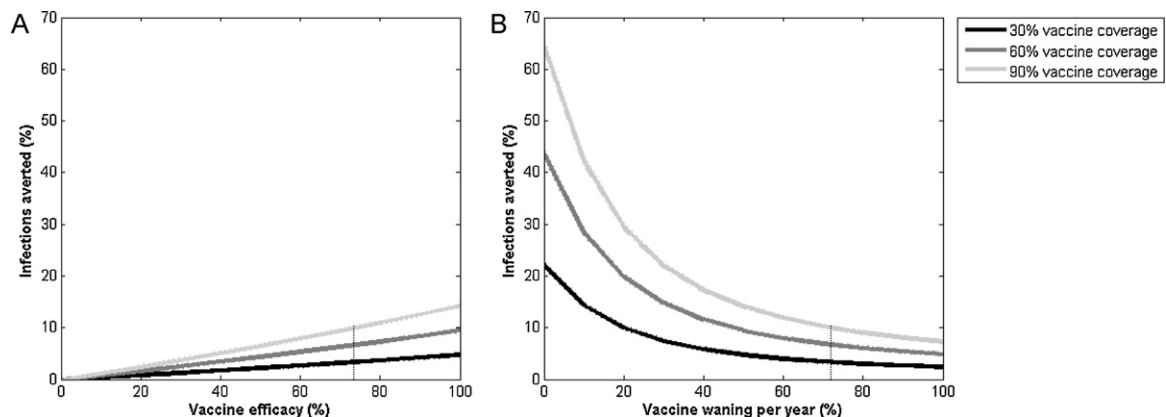 A
Infections averted (%)
70
60
50
40
30
20
10
0
0 20 40 60 80 100
Vaccine efficacy (%)
B
Infections averted (%)
70
60
50
40
30
20
10
0
0 20 40 60 80 100
Vaccine waning per year (%)
30% vaccine coverage
60% vaccine coverage
90% vaccine coverage